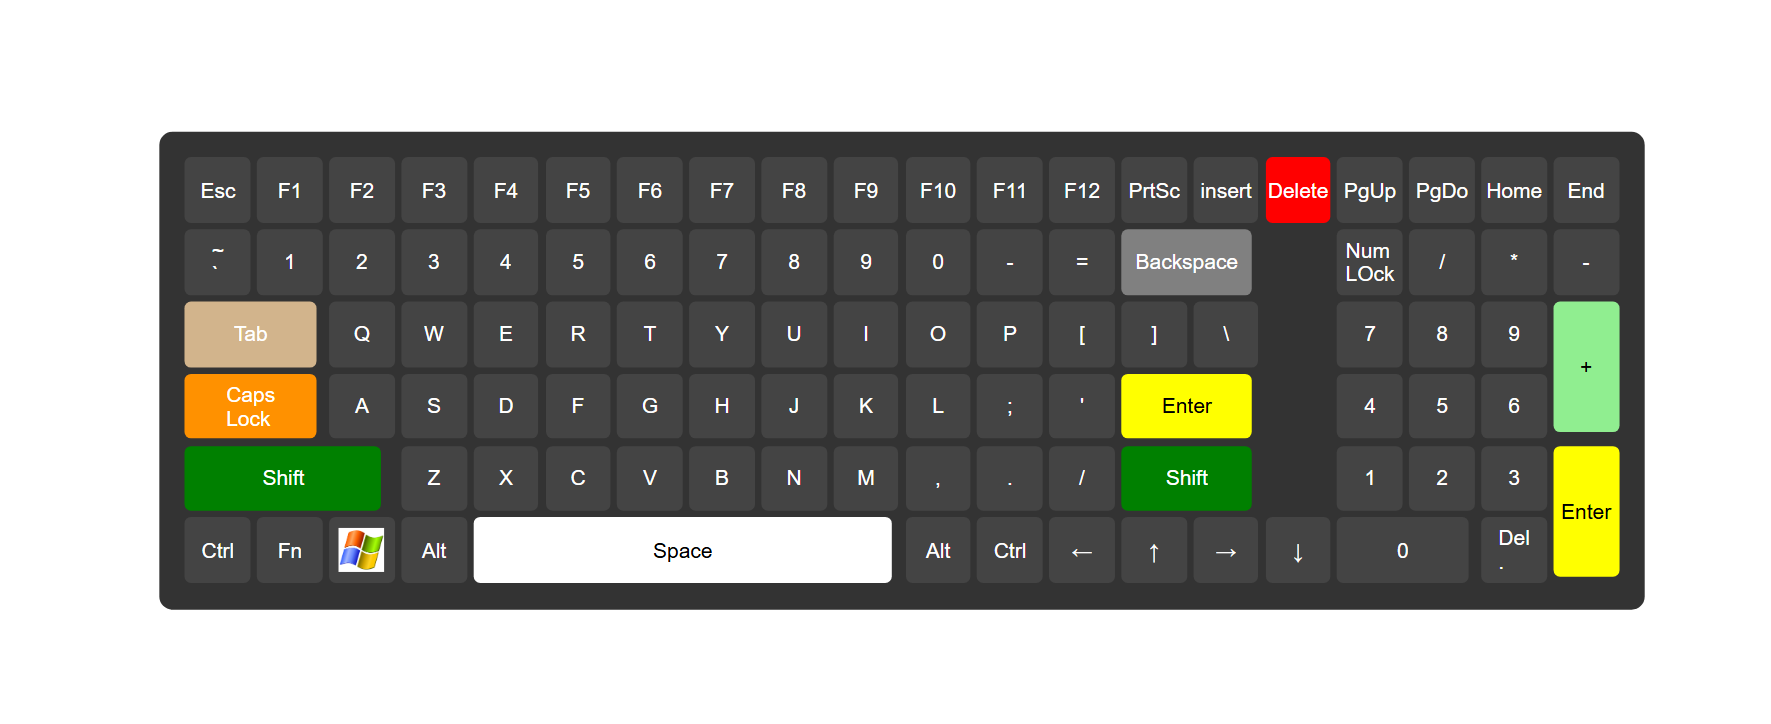 Esc F1 F2 F3 F4 F5 F6 F7 F8 F9 F10 F11 F12 PrtSc insert Delete PgUp PgDo Home End
~
` 1 2 3 4 5 6 7 8 9 0 - = Backspace Num
LOck / * -
Tab Q W E R T Y U I O P [ ] \ 7 8 9 +
Caps
Lock A S D F G H J K L ; ' Enter 4 5 6
Shift Z X C V B N M , . / Shift 1 2 3 Enter
Ctrl Fn Alt Space Alt Ctrl ← ↑ → ↓ 0 Del
.